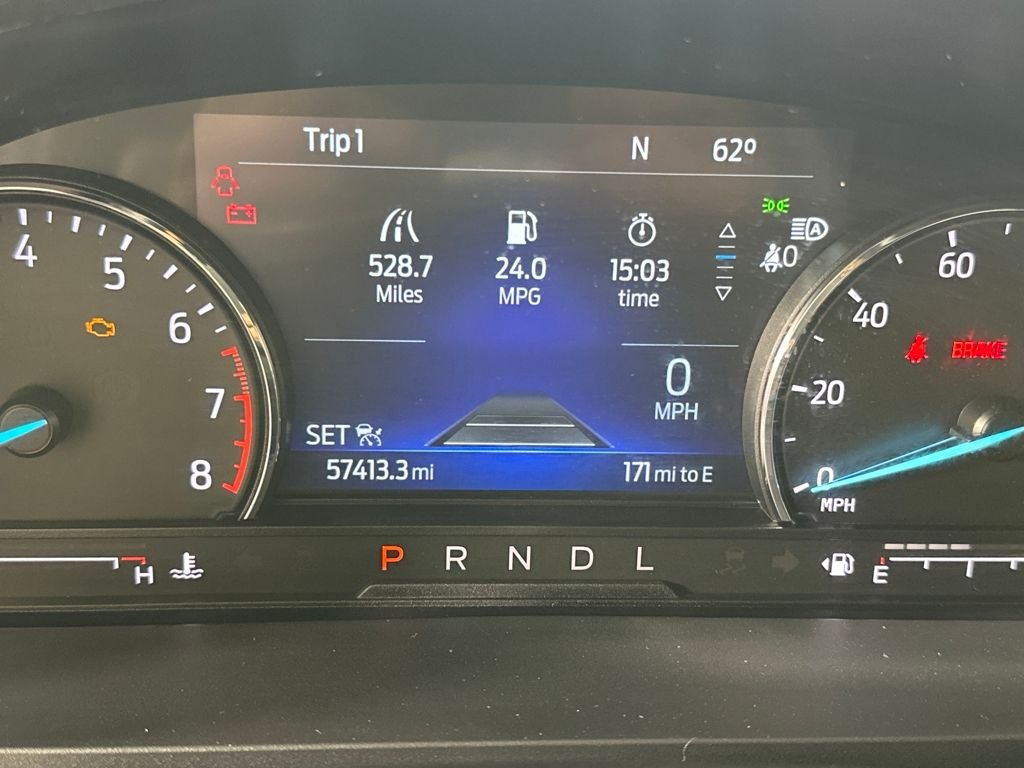 Trip 1 N 62º
528.7 24.0 15:03
Miles MPG time
0
4 5 6 7 8
60 40 20 0
MPH
BRAKE
0
MPH
SET
57413.3 mi 171 mi to E
A
H P R N D L E